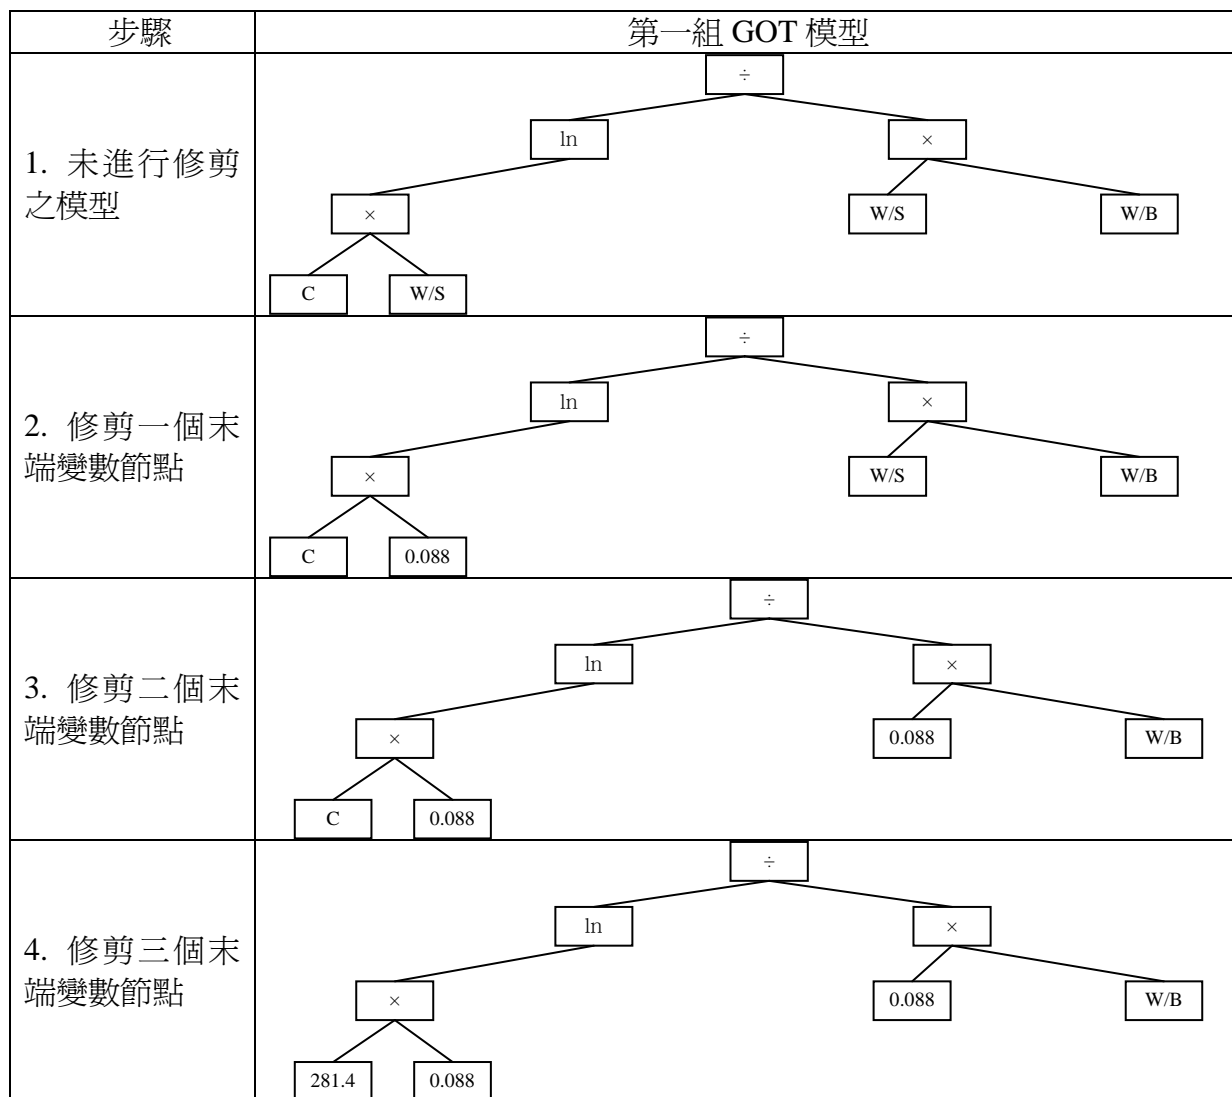 步驟
第一組 GOT 模型
1. 未進行修剪
之模型
÷
ln
×
×
W/S
W/B
C
W/S
2. 修剪一個末
端變數節點
÷
ln
×
×
W/S
W/B
C
0.088
3. 修剪二個末
端變數節點
÷
ln
×
×
0.088
W/B
C
0.088
4. 修剪三個末
端變數節點
÷
ln
×
×
0.088
W/B
281.4
0.088